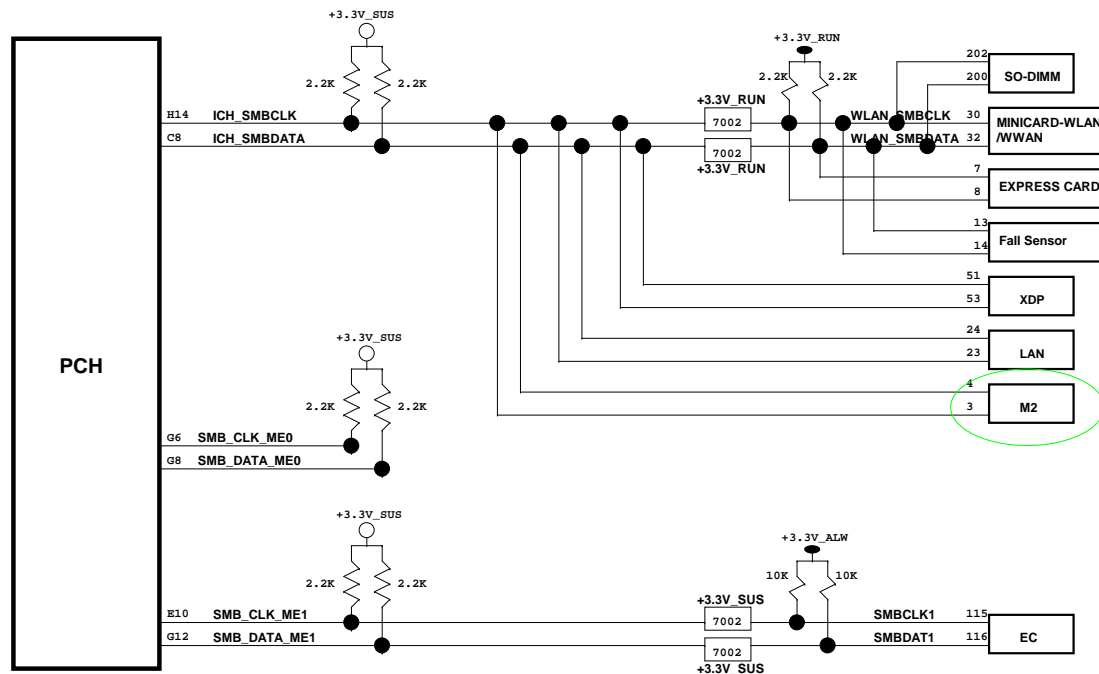 +3.3V_SUS
+3.3V_RUN
2.2K 2.2K
2.2K 2.2K
202
200
SO-DIMM
+3.3V_RUN
H14 ICH_SMBCLK
7002
WLAN_SMBCLK
30
MINICARD-WLAN
/WWAN
C8 ICH_SMBDATA
7002
WLAN_SMBDATA
32
+3.3V_RUN
7
8
EXPRESS CARD
13
14
Fall Sensor
51
53
XDP
24
23
LAN
4
3
M2
PCH
+3.3V_SUS
2.2K 2.2K
G6 SMB_CLK_ME0
G8 SMB_DATA_ME0
+3.3V_SUS
2.2K 2.2K
+3.3V_ALW
10K 10K
+3.3V_SUS
E10 SMB_CLK_ME1
7002
SMBCLK1
115
G12 SMB_DATA_ME1
7002
SMBDAT1
116
EC
+3.3V_SUS